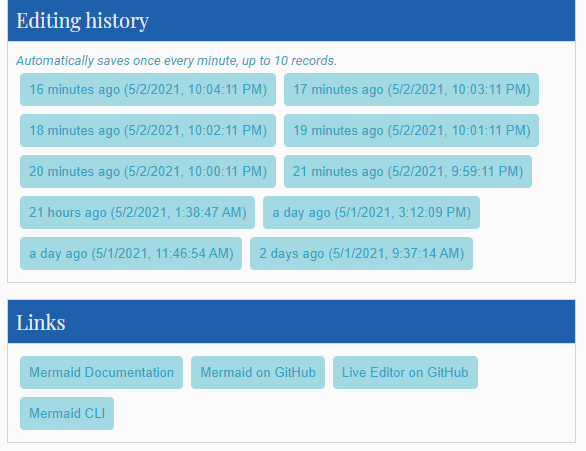 Editing history
Automatically saves once every minute, up to 10 records.
16 minutes ago (5/2/2021, 10:04:11 PM) 17 minutes ago (5/2/2021, 10:03:11 PM)
18 minutes ago (5/2/2021, 10:02:11 PM) 19 minutes ago (5/2/2021, 10:01:11 PM)
20 minutes ago (5/2/2021, 10:00:11 PM) 21 minutes ago (5/2/2021, 9:59:11 PM)
21 hours ago (5/2/2021, 1:38:47 AM) a day ago (5/1/2021, 3:12:09 PM)
a day ago (5/1/2021, 11:46:54 AM) 2 days ago (5/1/2021, 9:37:14 AM)
Links
Mermaid Documentation Mermaid on GitHub Live Editor on GitHub
Mermaid CLI